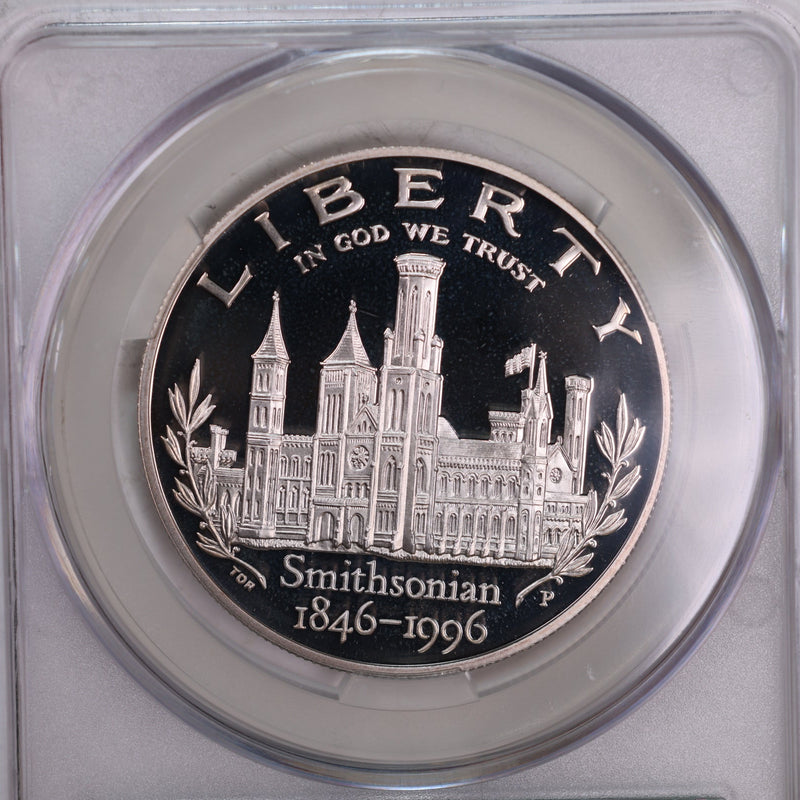 LIBERTY
IN GOD WE TRUST
TDR
P
Smithsonian
1846–1996